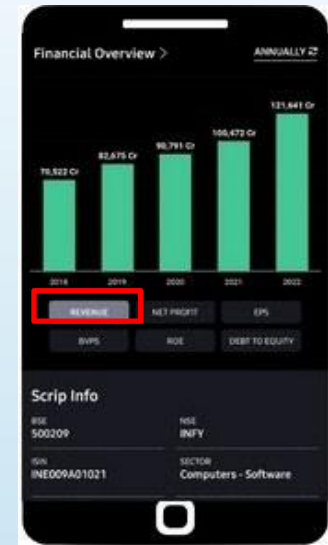 Financial Overview > ANNUALLY
121,641 Cr
100,472 Cr
90,791 Cr
82,675 Cr
70,522 Cr
2018 2019 2020 2021 2022
REVENUE NET PROFIT EPS
BVPS ROE DEBT TO EQUITY
Scrip Info
BSE NSE
500209 INFY
ISIN SECTOR
INE009A01021 Computers - Software